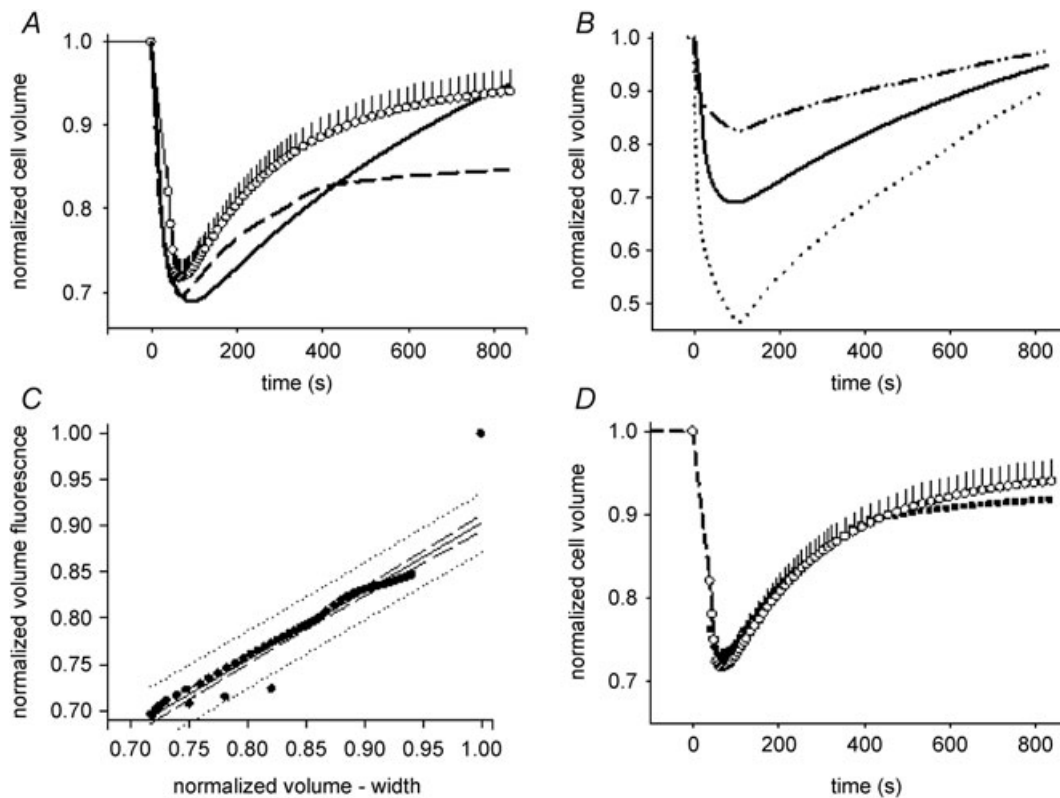 A
normalized cell volume
1.0
0.9
0.8
0.7
0 200 400 600 800
time (s)
B
normalized cell volume
1.0
0.9
0.8
0.7
0.6
0.5
0 200 400 600 800
time (s)
C
normalized volume fluorescnce
1.00
0.95
0.90
0.85
0.80
0.75
0.70
0.70 0.75 0.80 0.85 0.90 0.95 1.00
normalized volume - width
D
normalized cell volume
1.0
0.9
0.8
0.7
0 200 400 600 800
time (s)